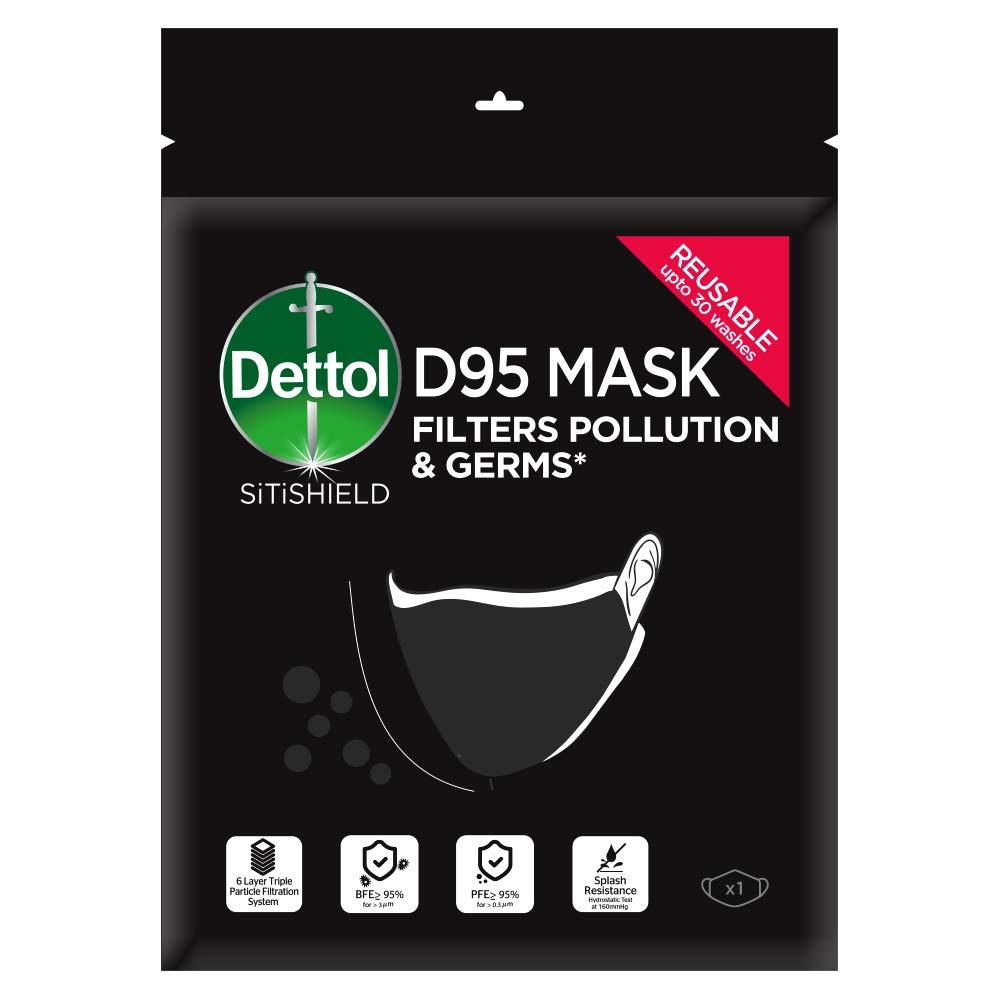 REUSABLE
upto 30 washes
Dettol
SiTiSHIELD
D95 MASK
FILTERS POLLUTION
& GERMS*
6 Layer Triple
Particle Filtration
System
BFE≥ 95%
for > 3μm
PFE≥ 95%
for > 0.3μm
Splash
Resistance
Hydrostatic Test
at 160mmHg
x1